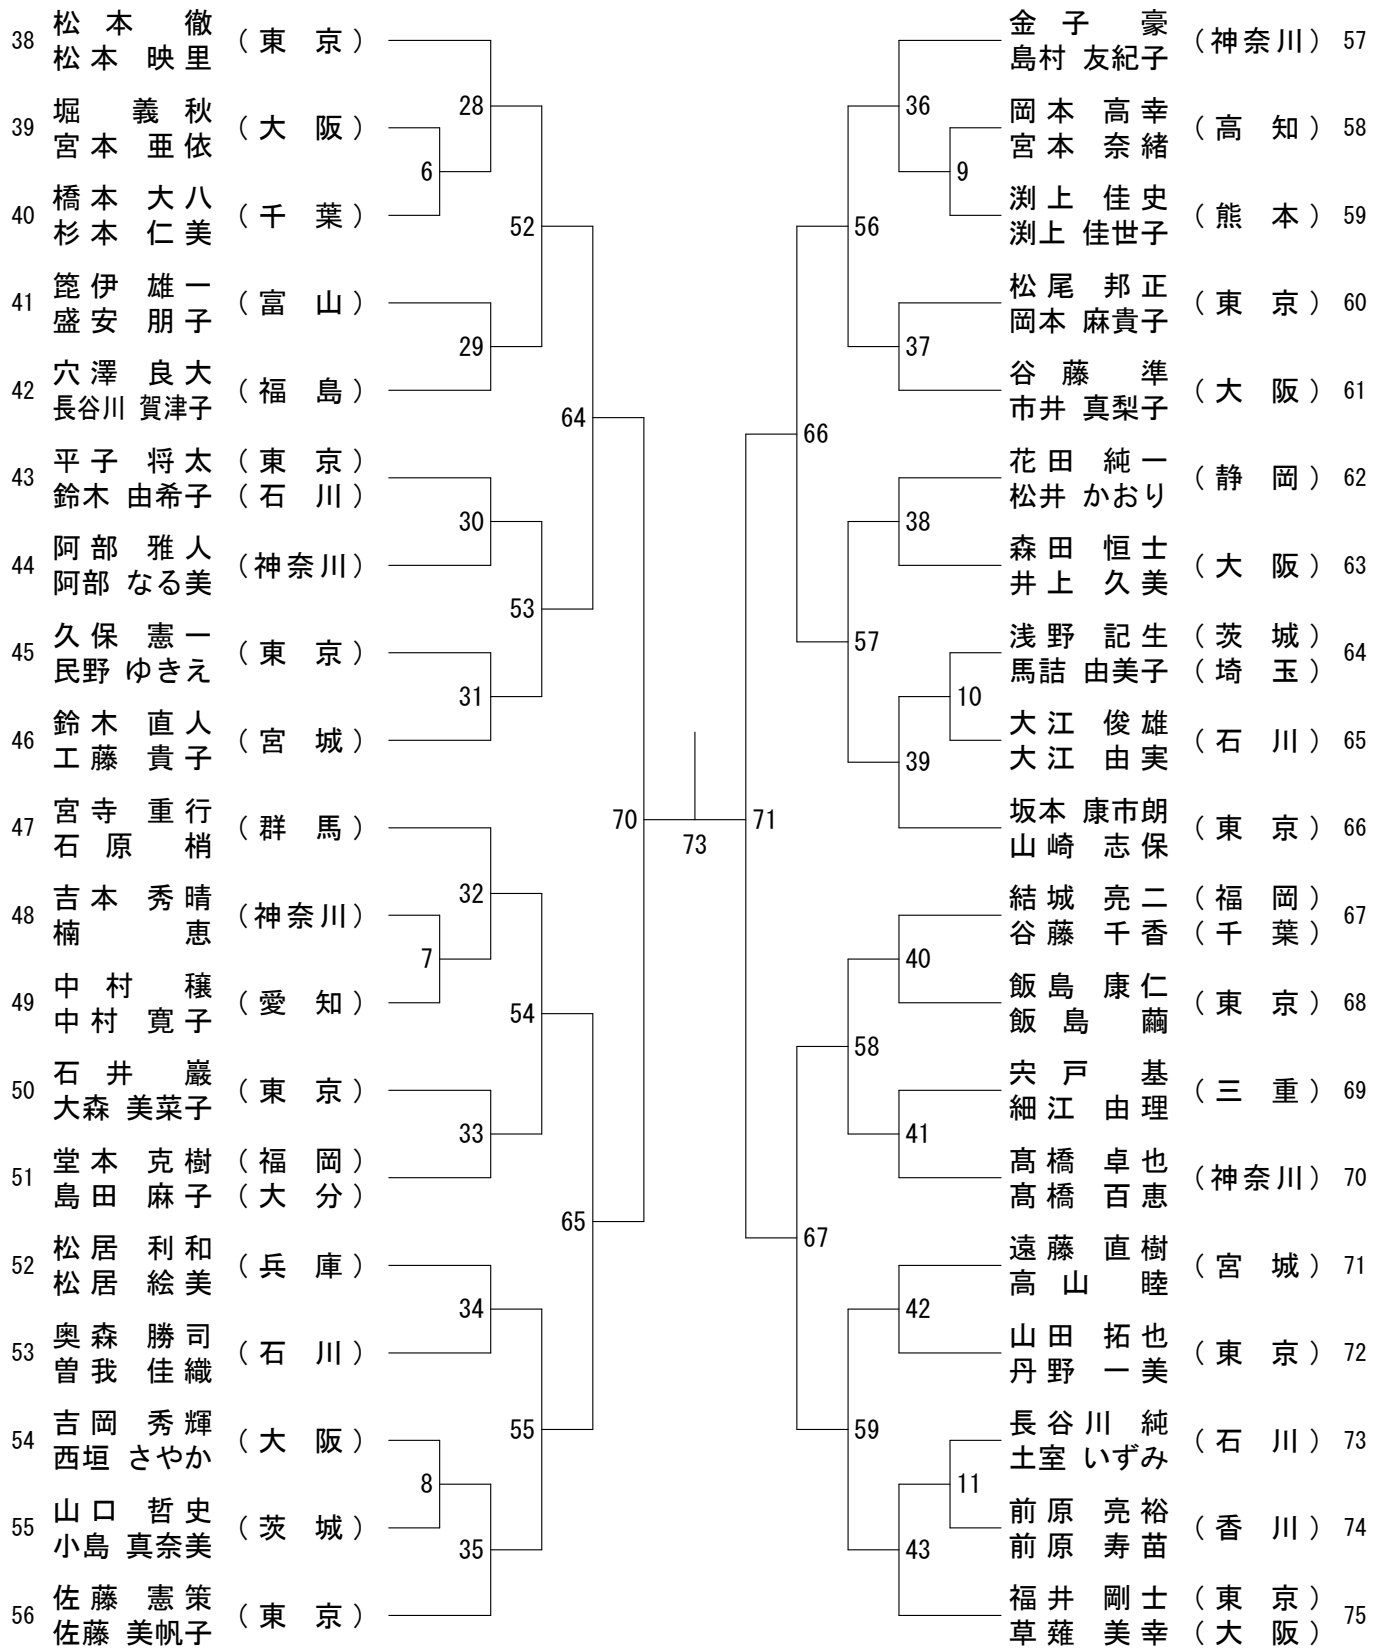 38 松本 徹 (東京)
松本 映里
39 堀 義秋 (大阪)
宮本 亜依
6
40 橋本 大八 (千葉)
杉本 仁美
28
41 箆伊 雄一 (富山)
盛安 朋子
29
42 穴澤 良大 (福島)
長谷川 賀津子
52
43 平子 将太 (東京)
鈴木 由希子 (石川)
30
44 阿部 雅人 (神奈川)
阿部 なる美
53
45 久保 憲一 (東京)
民野 ゆきえ
31
46 鈴木 直人 (宮城)
工藤 貴子
64
47 宮寺 重行 (群馬)
石原 梢
32
48 吉本 秀晴 (神奈川)
楠 恵
7
49 中村 穣 (愛知)
中村 寛子
54
50 石井 巖 (東京)
大森 美菜子
33
51 堂本 克樹 (福岡)
島田 麻子 (大分)
65
52 松居 利和 (兵庫)
松居 絵美
34
53 奥森 勝司 (石川)
曽我 佳織
55
54 吉岡 秀輝 (大阪)
西垣 さやか
8
55 山口 哲史 (茨城)
小島 真奈美
35
56 佐藤 憲策 (東京)
佐藤 美帆子
70
73
71
金子 豪 (神奈川) 57
島村 友紀子
36
岡本 高幸 (高知) 58
宮本 奈緒
9
渕上 佳史 (熊本) 59
渕上 佳世子
56
松尾 邦正 (東京) 60
岡本 麻貴子
37
谷藤 準 (大阪) 61
市井 真梨子
66
花田 純一 (静岡) 62
松井 かおり
38
森田 恒士 (大阪) 63
井上 久美
57
浅野 記生 (茨城) 64
馬詰 由美子 (埼玉)
10
大江 俊雄 (石川) 65
大江 由実
39
坂本 康市朗 (東京) 66
山崎 志保
結城 亮二 (福岡) 67
谷藤 千香 (千葉)
40
飯島 康仁 (東京) 68
飯島 繭
58
宍戸 基 (三重) 69
細江 由理
41
髙橋 卓也 (神奈川) 70
髙橋 百恵
67
遠藤 直樹 (宮城) 71
高山 睦
42
山田 拓也 (東京) 72
丹野 一美
59
長谷川 純 (石川) 73
土室 いずみ
11
前原 亮裕 (香川) 74
前原 寿苗
43
福井 剛士 (東京) 75
草薙 美幸 (大阪)